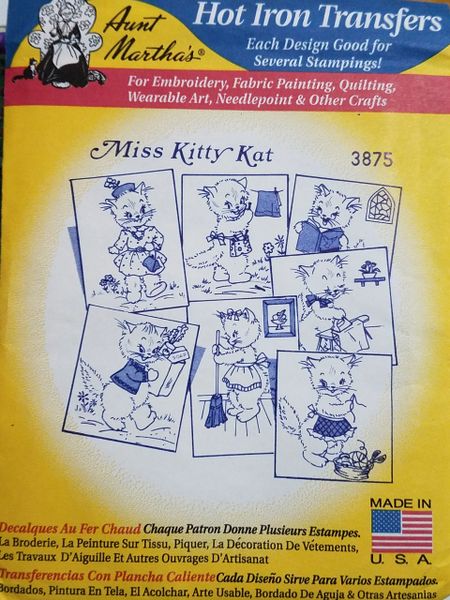 Aunt
Martha's®
Hot Iron Transfers
Each Design Good for
Several Stampings!
For Embroidery, Fabric Painting, Quilting,
Wearable Art, Needlepoint & Other Crafts
Miss Kitty Kat
3875
Decalques Au Fer Chaud Chaque Patron Donne Plusieurs Estampes.
La Broderie, La Peinture Sur Tissu, Piquer, La Décoration De Vétements,
Les Travaux D'Aiguille Et Autres Ouvrages D'Artisanat
Transferencias Con Plancha Caliente Cada Diseño Sirve Para Varios Estampados.
Bordados, Pintura En Tela, El Acolchar, Arte Usable, Bordado De Aguja & Otras Artesanias
MADE IN
U. S. A.